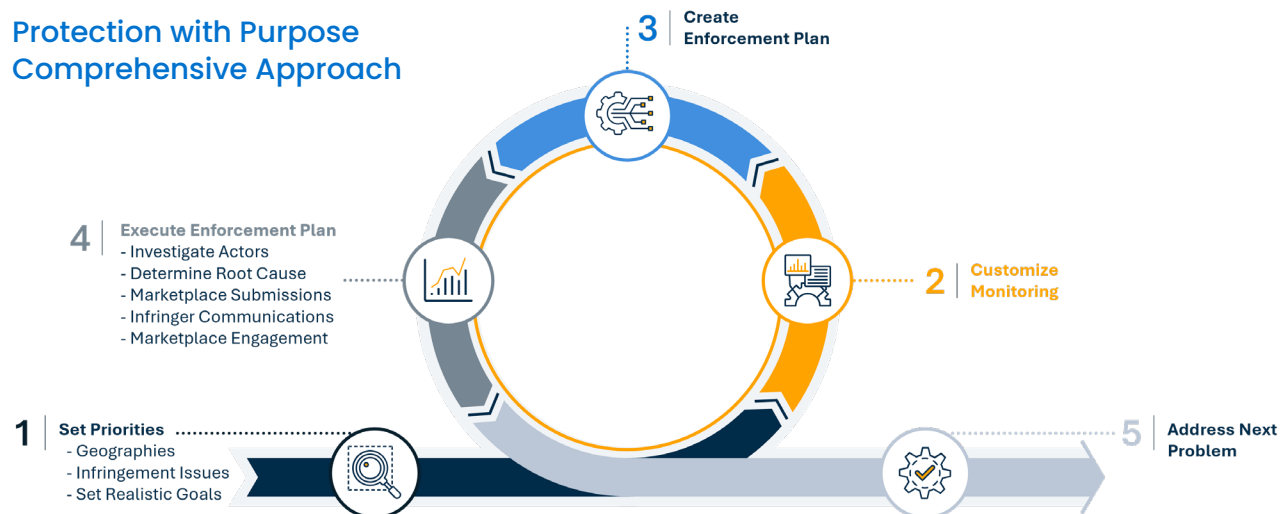 Protection with Purpose
Comprehensive Approach
3
Create
Enforcement Plan
4
Execute Enforcement Plan
- Investigate Actors
- Determine Root Cause
- Marketplace Submissions
- Infringer Communications
- Marketplace Engagement
2
Customize
Monitoring
1
Set Priorities
- Geographies
- Infringement Issues
- Set Realistic Goals
5
Address Next
Problem